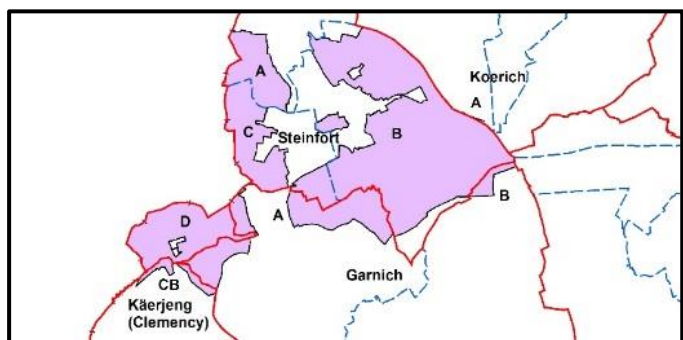 Koerich
A
A
Steinfort
C
B
B
D
A
Garnich
CB
Käerjeng
(Clemency)